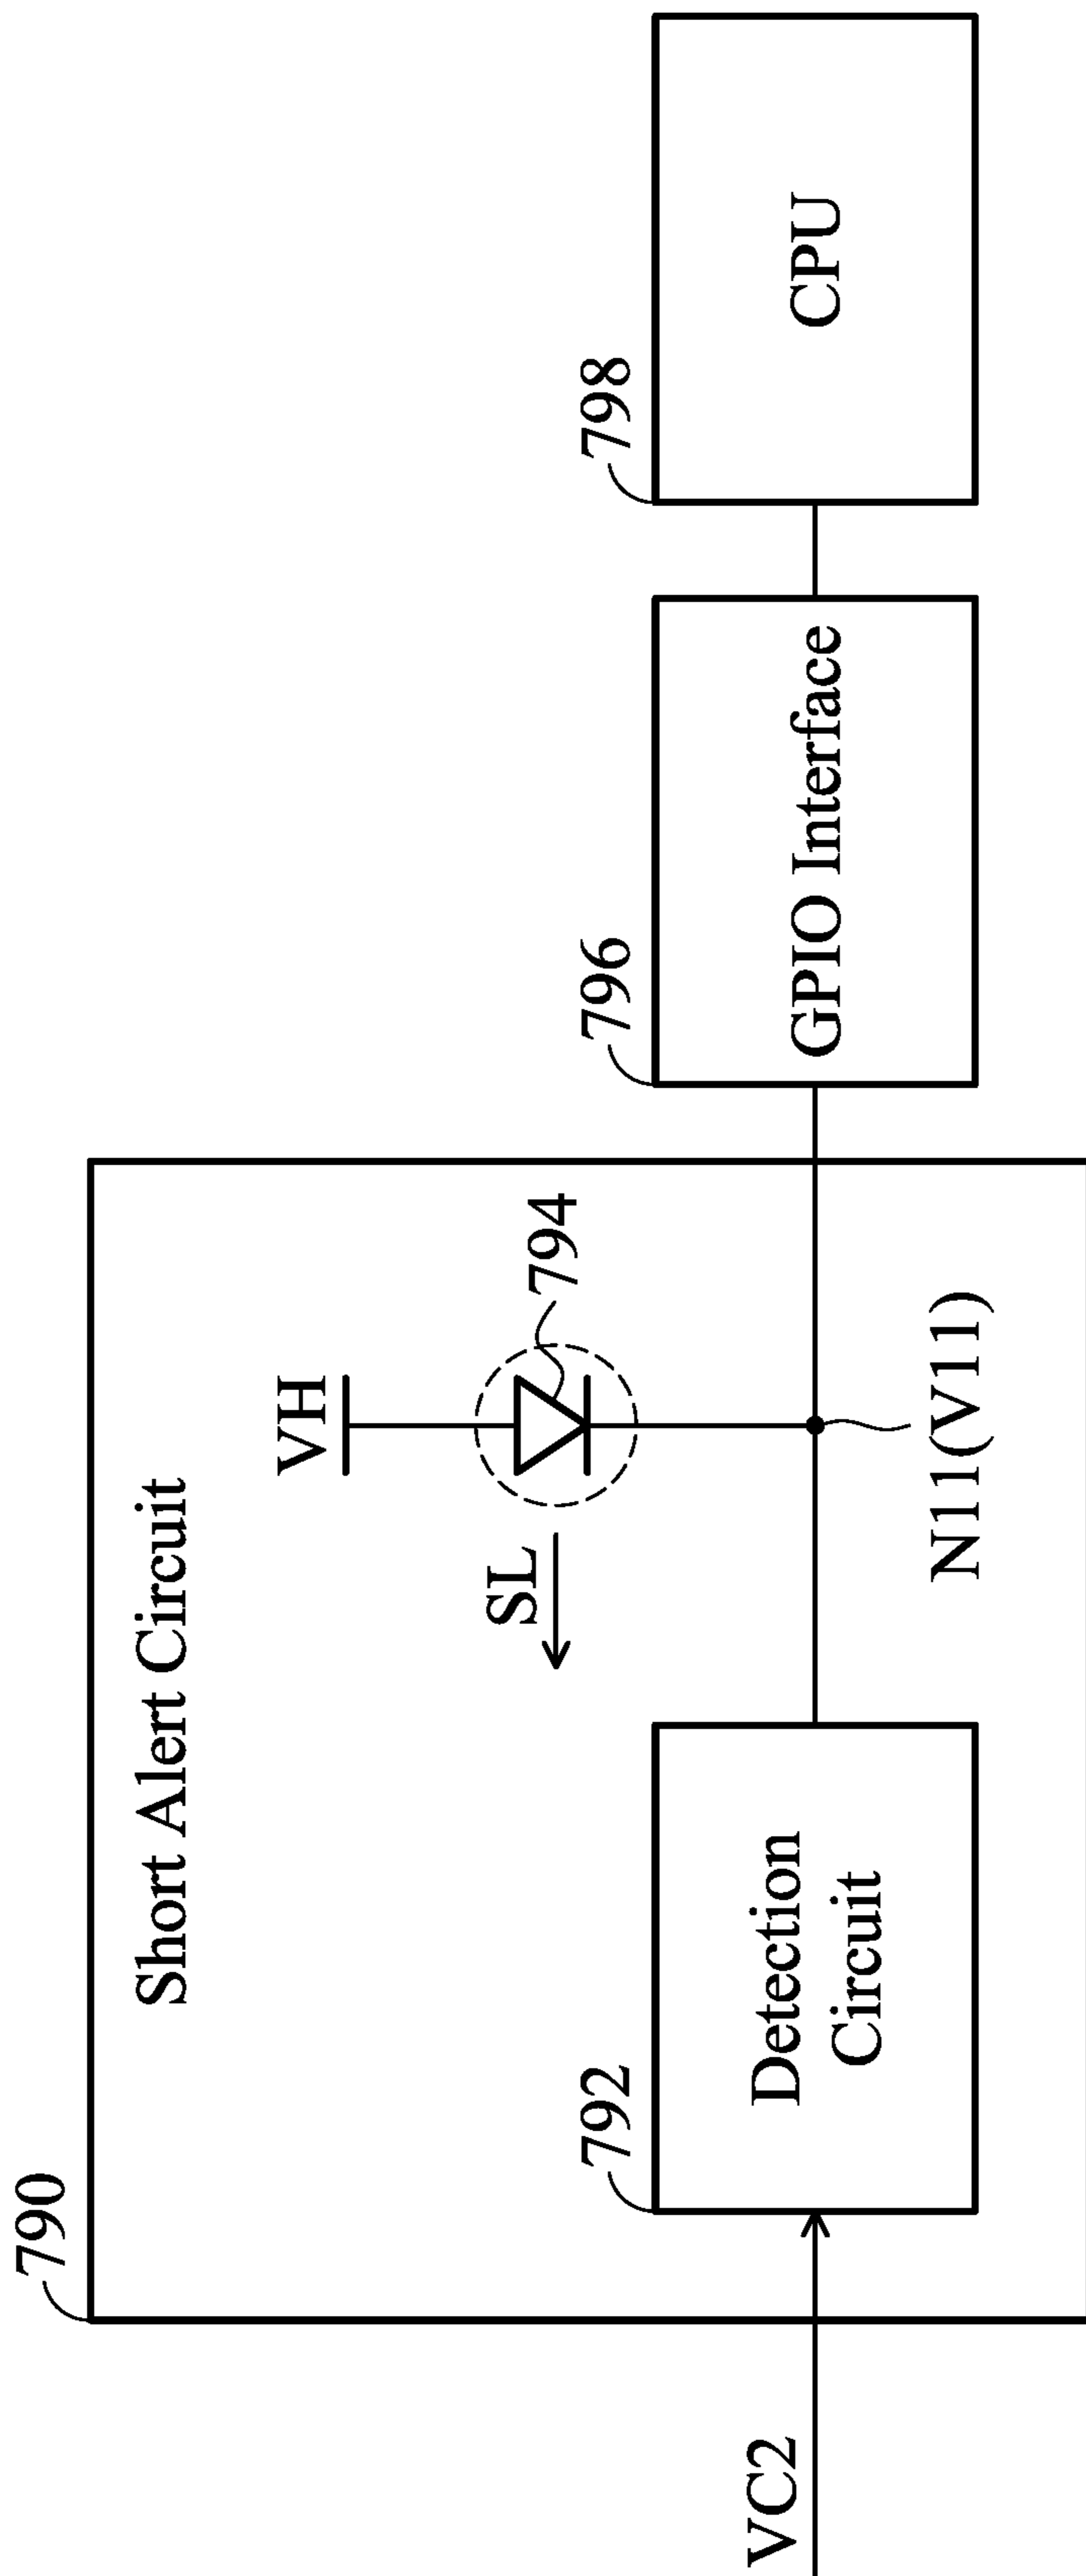 790
Short Alert Circuit
VH
SL
794
792
Detection
Circuit
796
GPIO Interface
798
CPU
VC2
N11(V11)